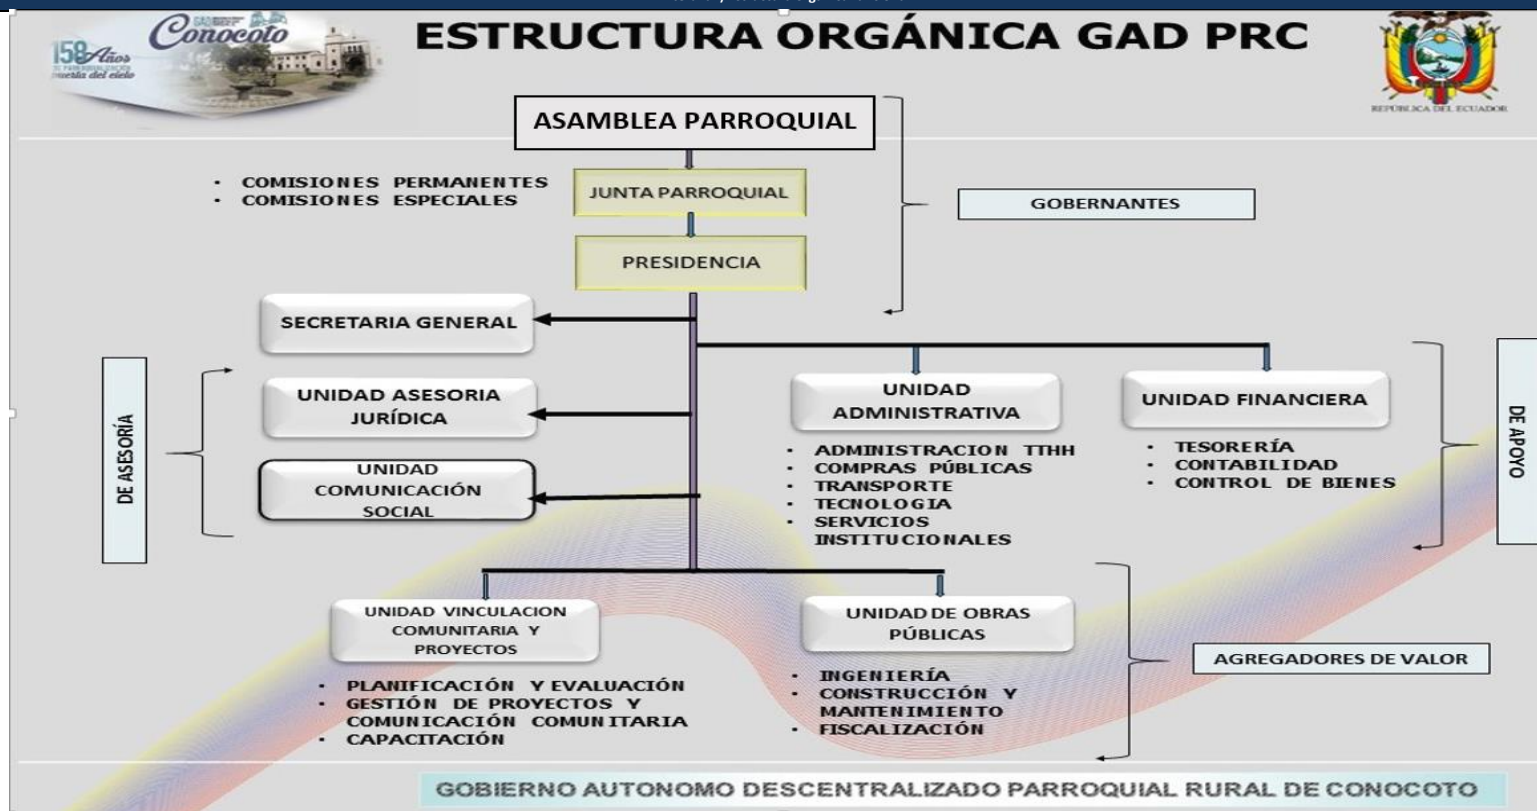 ESTRUCTURA ORGÁNICA GAD PRC
Conocoto
158 Años
del cielo
REPÚBLICA DEL ECUADOR
ASAMBLEA PARROQUIAL
• COMISIONES PERMANENTES
• COMISIONES ESPECIALES
JUNTA PARROQUIAL
GOBERNANTES
PRESIDENCIA
SECRETARIA GENERAL
DE ASESORÍA
UNIDAD ASESORIA
JURÍDICA
UNIDAD
COMUNICACIÓN
SOCIAL
UNIDAD
ADMINISTRATIVA
• ADMINISTRACION TTHH
• COMPRAS PÚBLICAS
• TRANSPORTE
• TECNOLOGIA
• SERVICIOS
INSTITUCIONALES
UNIDAD FINANCIERA
• TESORERÍA
• CONTABILIDAD
• CONTROL DE BIENES
DE APOYO
UNIDAD VINCULACION
COMUNITARIA Y
PROYECTOS
• PLANIFICACIÓN Y EVALUACIÓN
• GESTIÓN DE PROYECTOS Y
COMUNICACIÓN COMUNITARIA
• CAPACITACIÓN
UNIDAD DE OBRAS
PÚBLICAS
• INGENIERÍA
• CONSTRUCCIÓN Y
MANTENIMIENTO
• FISCALIZACIÓN
AGREGADORES DE VALOR
GOBIERNO AUTONOMO DESCENTRALIZADO PARROQUIAL RURAL DE CONOCOTO